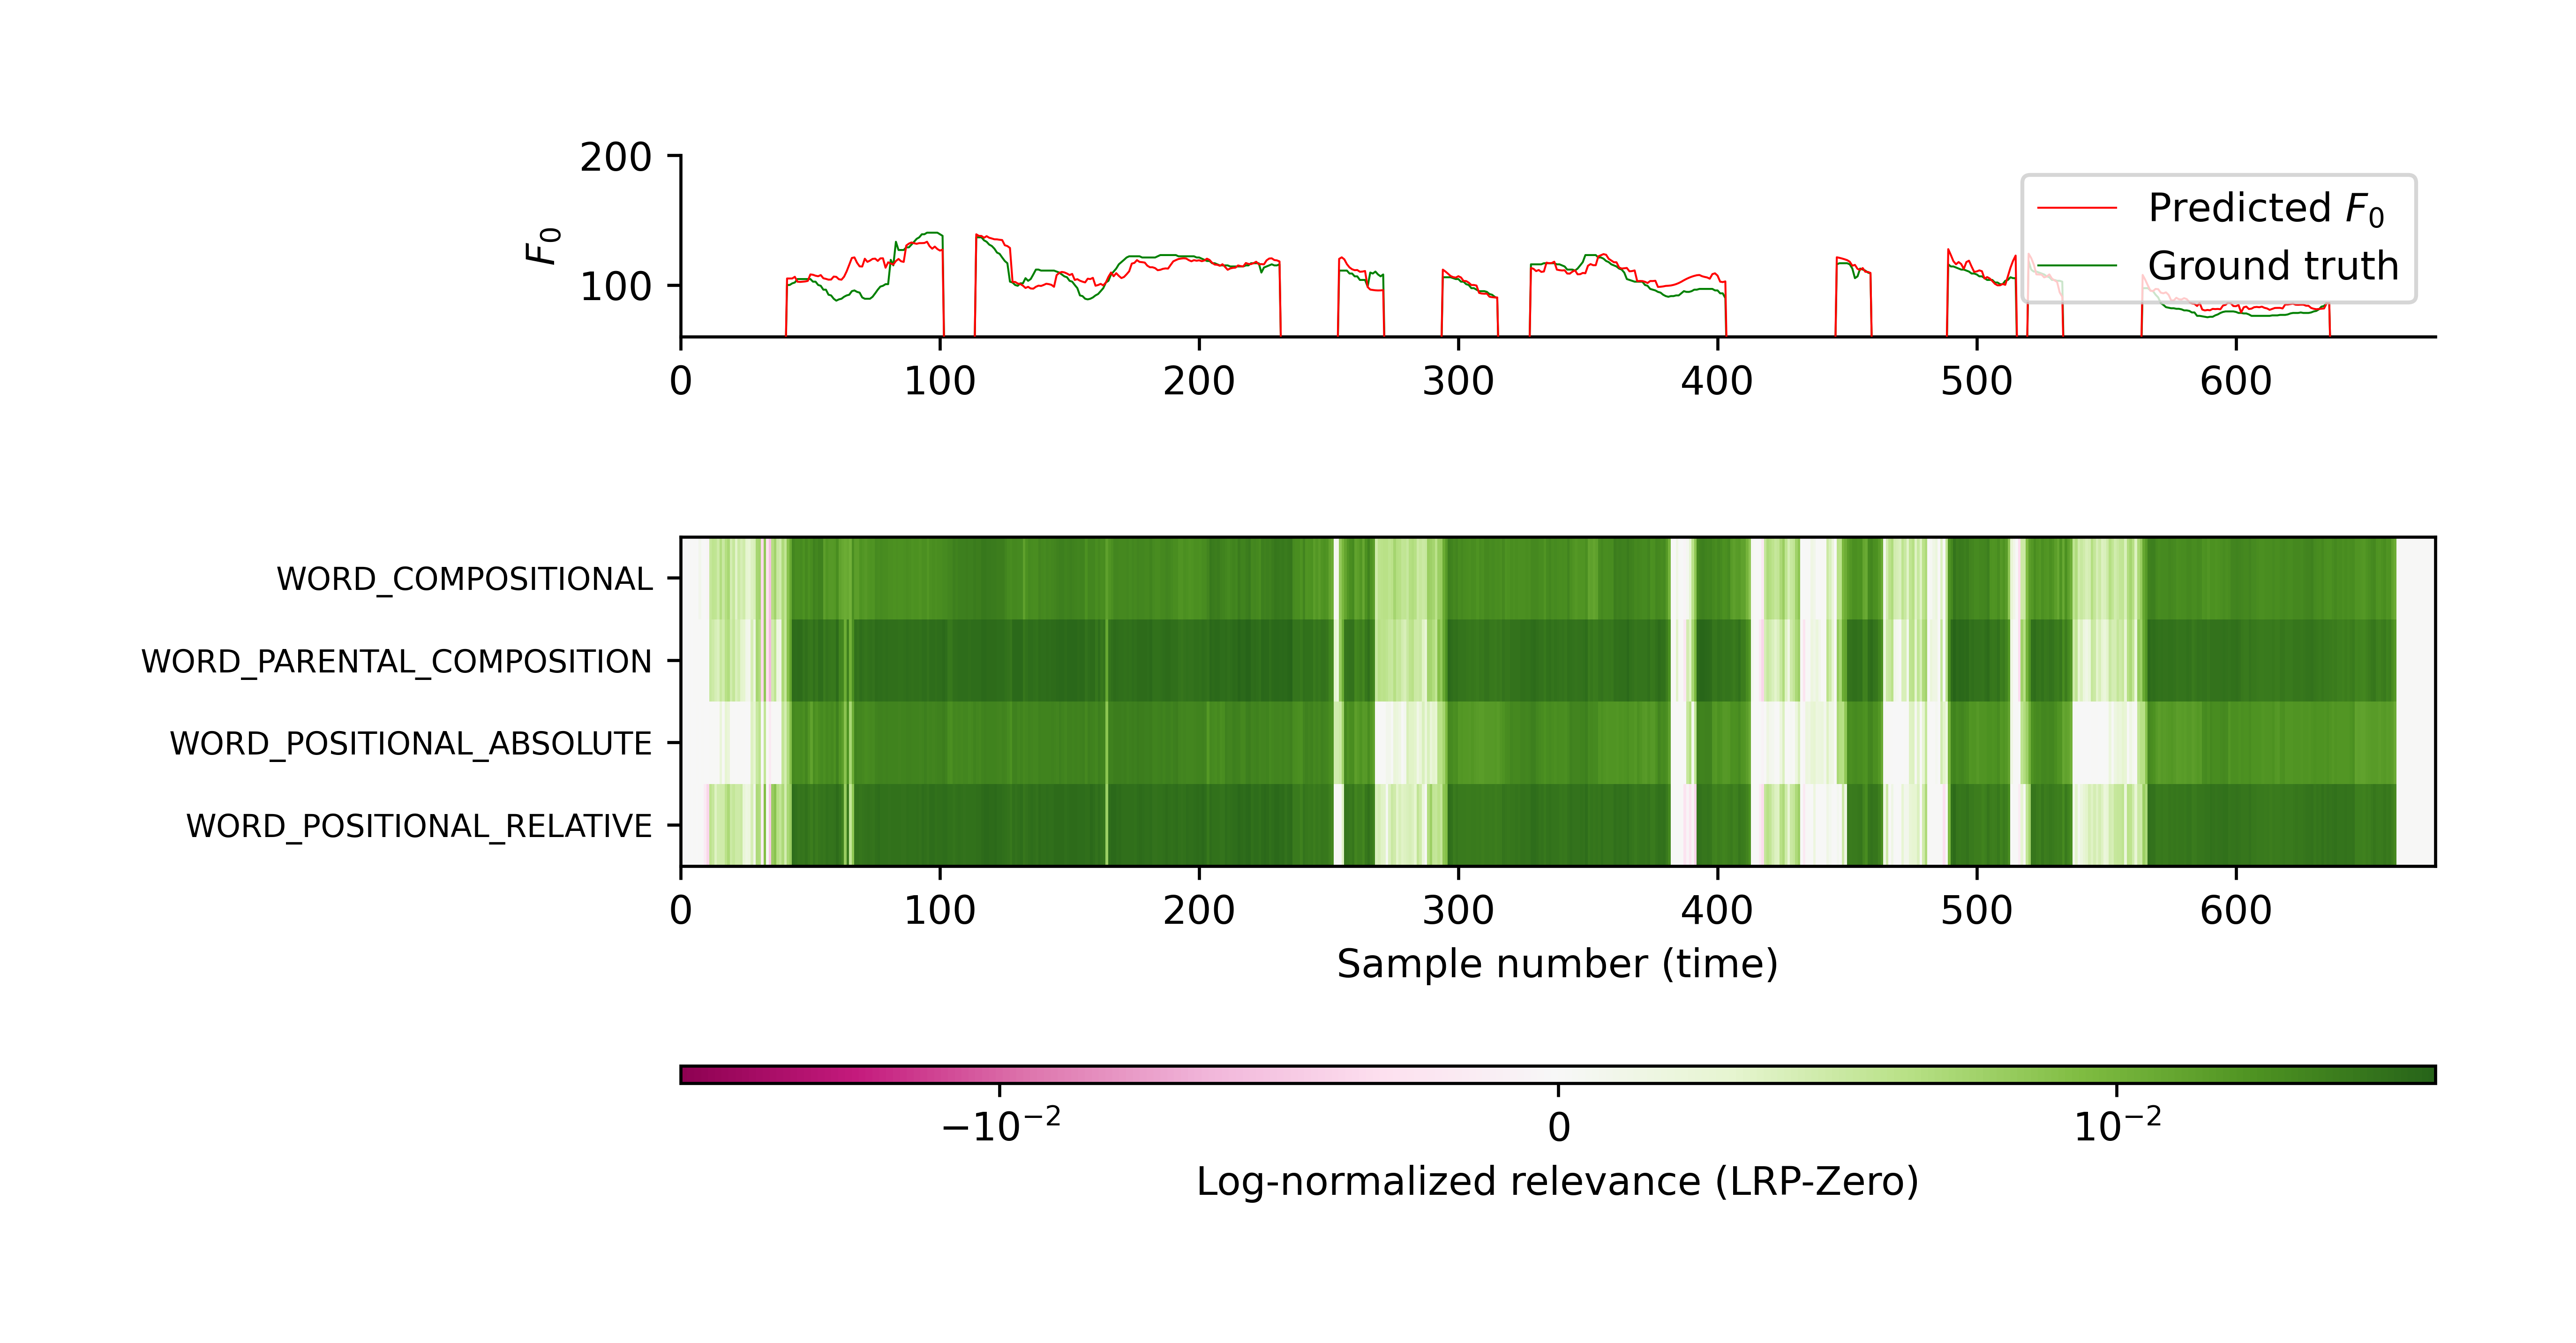 200
100
F₀
Predicted F₀
Ground truth
0 100 200 300 400 500 600
WORD_COMPOSITIONAL
WORD_PARENTAL_COMPOSITION
WORD_POSITIONAL_ABSOLUTE
WORD_POSITIONAL_RELATIVE
0 100 200 300 400 500 600
Sample number (time)
−10⁻² 0 10⁻²
Log-normalized relevance (LRP-Zero)